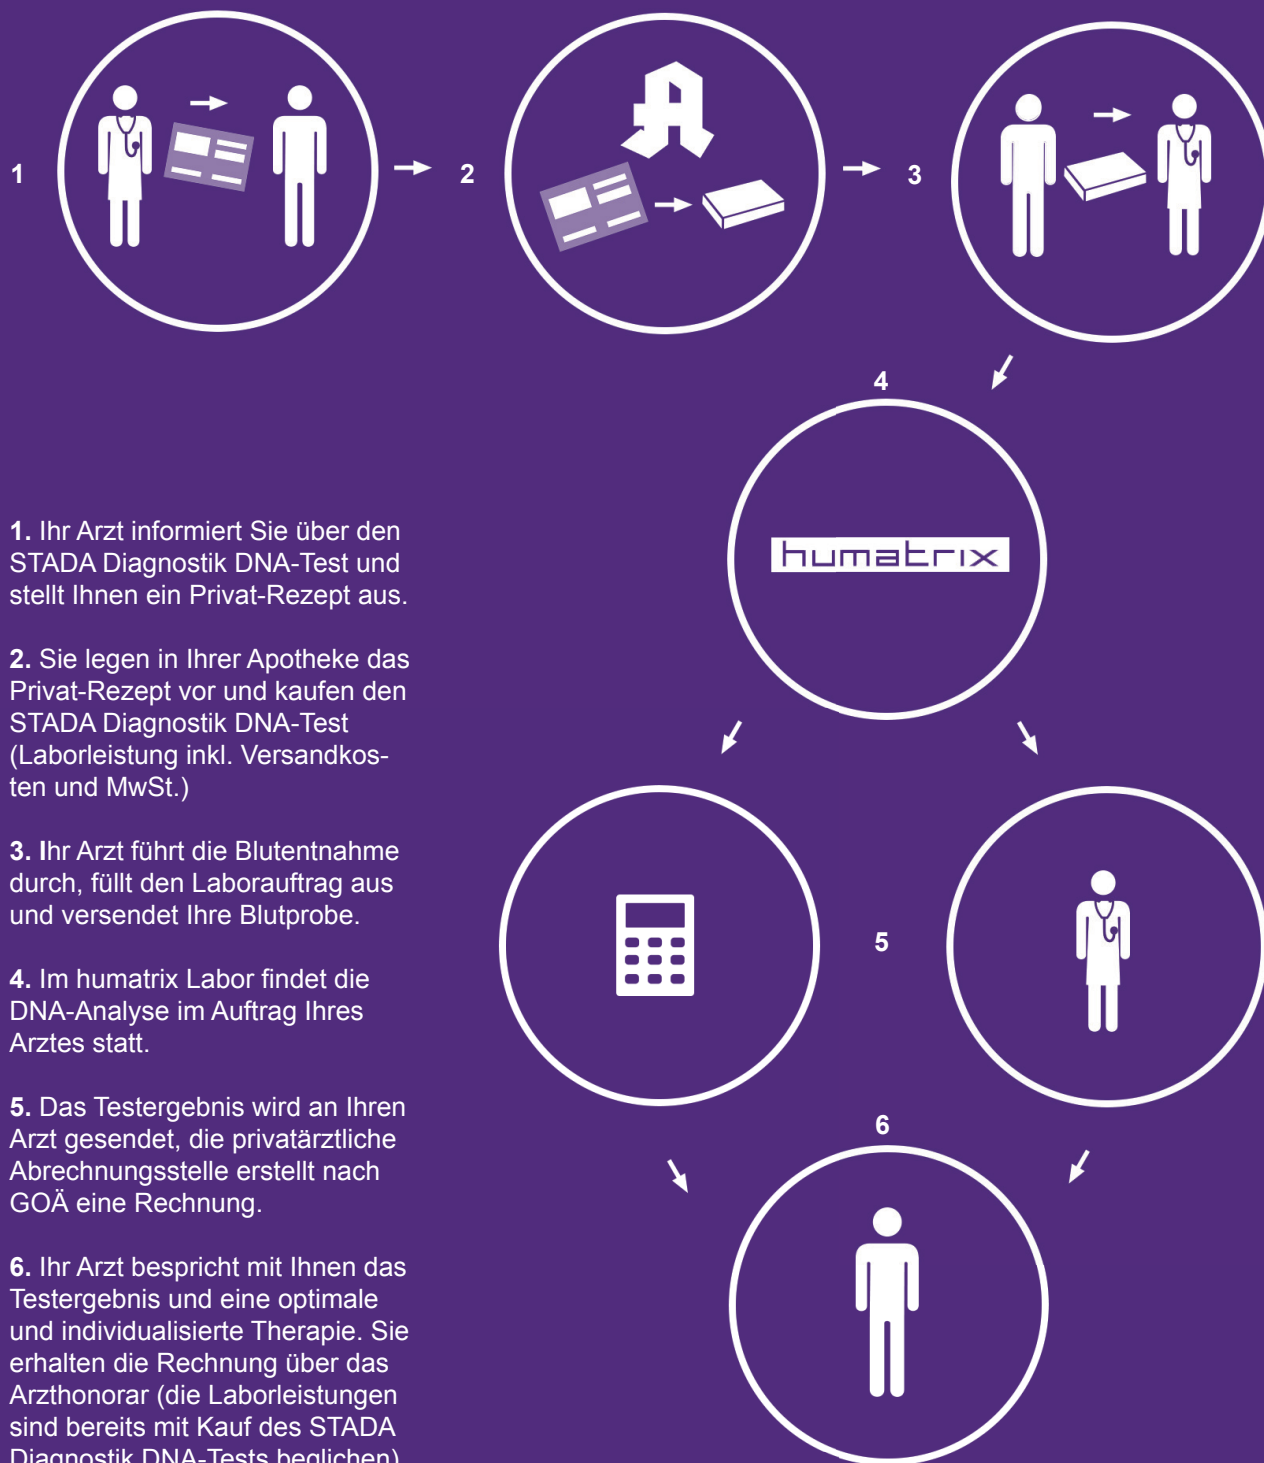 1
2
3
4
humatrix
5
6
1. Ihr Arzt informiert Sie über den
STADA Diagnostik DNA-Test und
stellt Ihnen ein Privat-Rezept aus.
2. Sie legen in Ihrer Apotheke das
Privat-Rezept vor und kaufen den
STADA Diagnostik DNA-Test
(Laborleistung inkl. Versandkos-
ten und MwSt.)
3. Ihr Arzt führt die Blutentnahme
durch, füllt den Laborauftrag aus
und versendet Ihre Blutprobe.
4. Im humatrix Labor findet die
DNA-Analyse im Auftrag Ihres
Arztes statt.
5. Das Testergebnis wird an Ihren
Arzt gesendet, die privatärztliche
Abrechnungsstelle erstellt nach
GOÄ eine Rechnung.
6. Ihr Arzt bespricht mit Ihnen das
Testergebnis und eine optimale
und individualisierte Therapie. Sie
erhalten die Rechnung über das
Arzthonorar (die Laborleistungen
sind bereits mit Kauf des STADA
Diagnostik DNA-Tests beglichen)